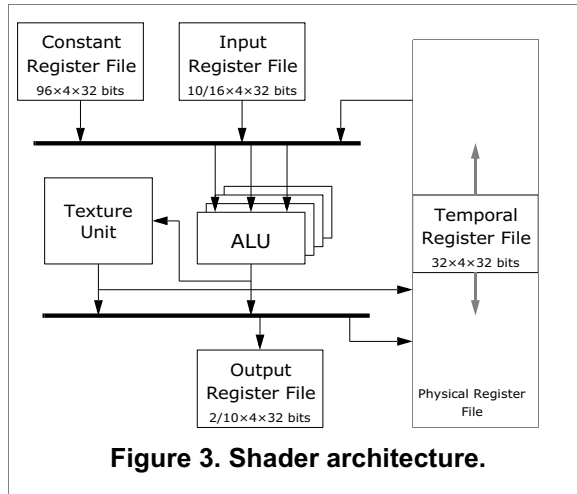 Constant
Register File
96×4×32 bits
Input
Register File
10/16×4×32 bits
Texture
Unit
ALU
Temporal
Register File
32×4×32 bits
Output
Register File
2/10×4×32 bits
Physical Register
File
Figure 3. Shader architecture.